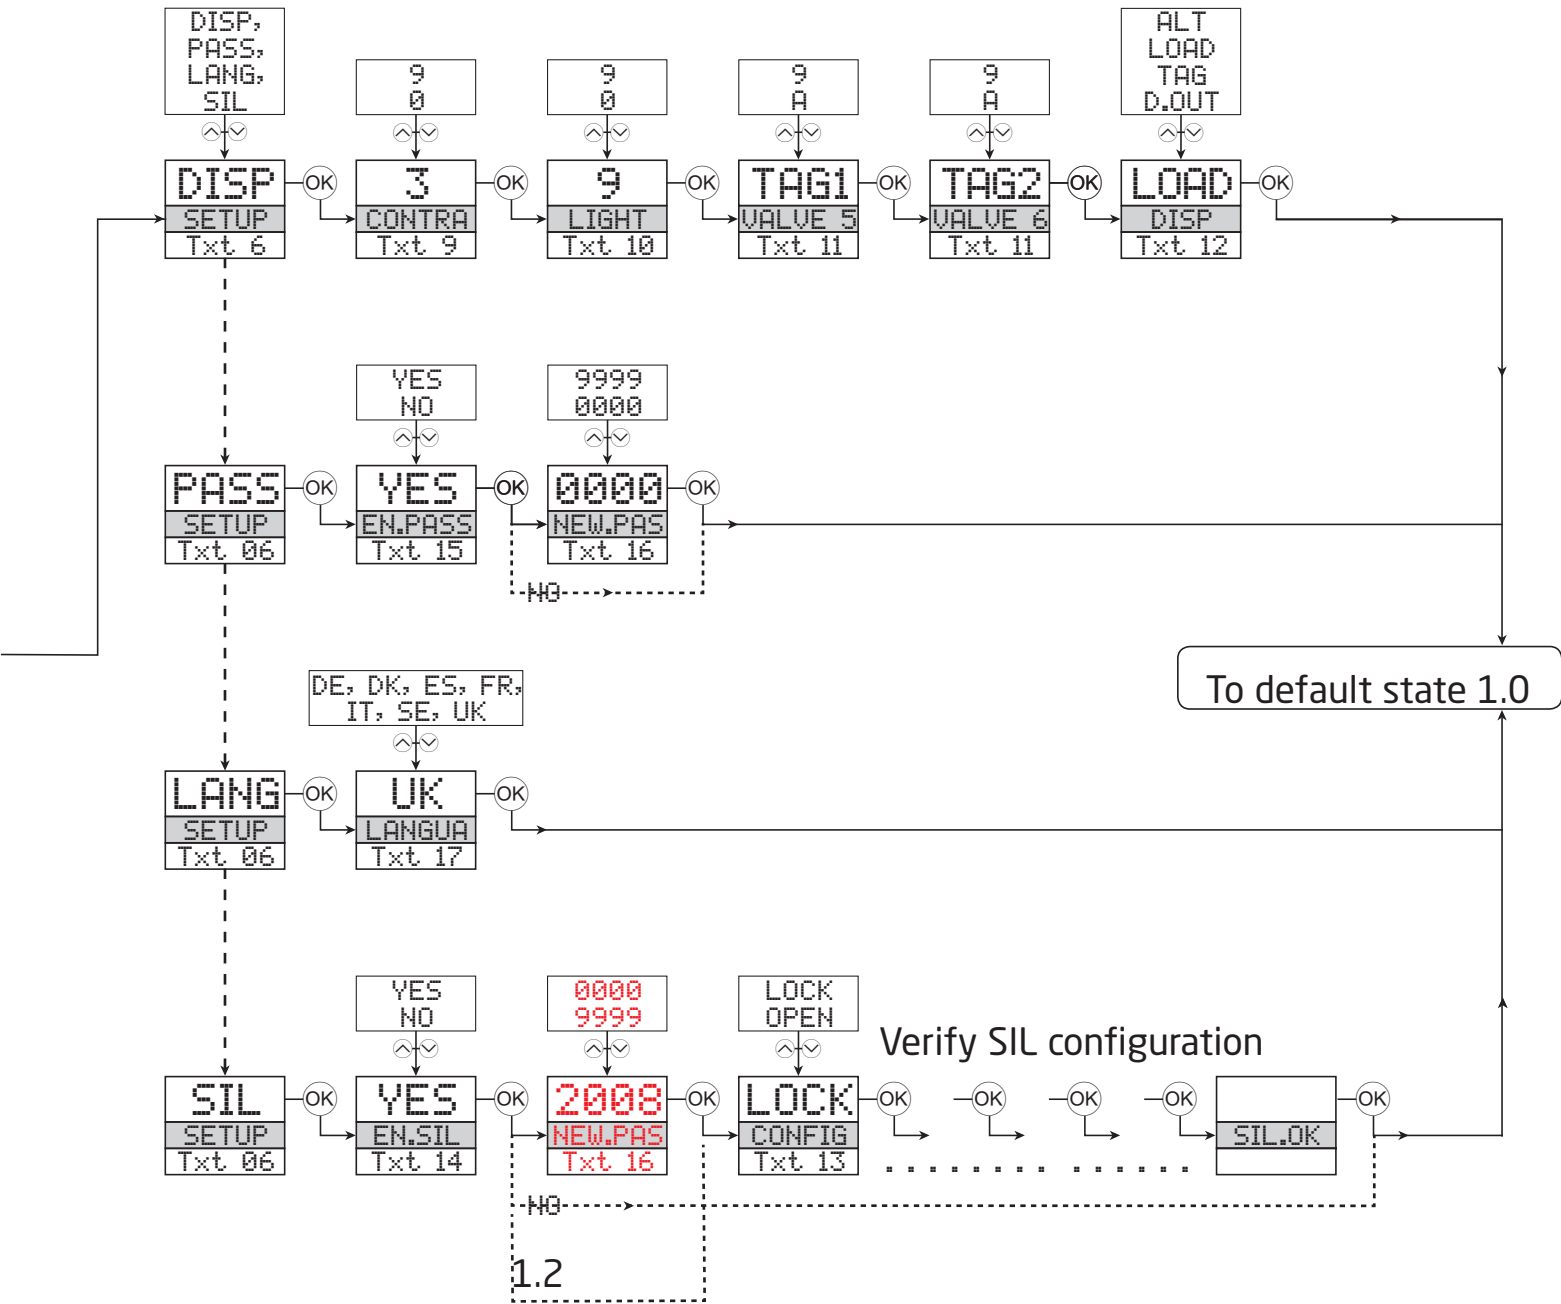 DISP,
PASS,
LANG,
SIL
9
0
9
0
9
A
9
A
ALT
LOAD
TAG
D.OUT
DISP
SETUP
Txt 6
OK
3
CONTRA
Txt 9
OK
9
LIGHT
Txt 10
OK
TAG1
VALVE 5
Txt 11
OK
TAG2
VALVE 6
Txt 11
OK
LOAD
DISP
Txt 12
OK
YES
NO
9999
0000
PASS
SETUP
Txt 06
OK
YES
EN.PASS
Txt 15
OK
0000
NEW.PAS
Txt 16
OK
NO
To default state 1.0
DE, DK, ES, FR,
IT, SE, UK
LANG
SETUP
Txt 06
OK
UK
LANGUA
Txt 17
OK
YES
NO
0000
9999
LOCK
OPEN
Verify SIL configuration
SIL
SETUP
Txt 06
OK
YES
EN.SIL
Txt 14
OK
2008
NEW.PAS
Txt 16
OK
LOCK
CONFIG
Txt 13
OK
OK
OK
OK
SIL.OK
OK
NO
1.2